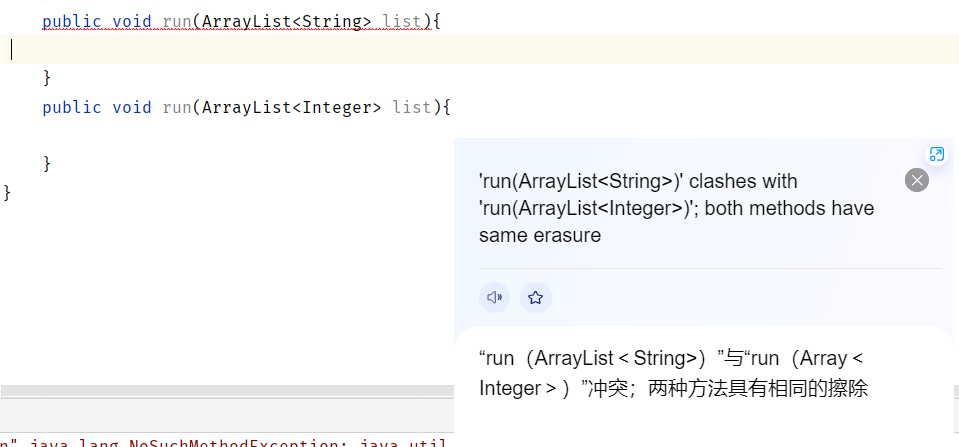 public void run(ArrayList<String> list){
}
public void run(ArrayList<Integer> list){
}
}
'run(ArrayList<String>)' clashes with
'run(ArrayList<Integer>)'; both methods have
same erasure
“run（ArrayList < String>）”与“run（Array <
Integer > ）”冲突；两种方法具有相同的擦除
n" java.lang.NoSuchMethodException: java.util